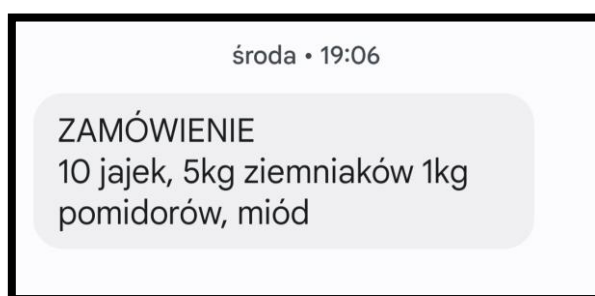 środa • 19:06
ZAMÓWIENIE
10 jajek, 5kg ziemniaków 1kg
pomidorów, miód